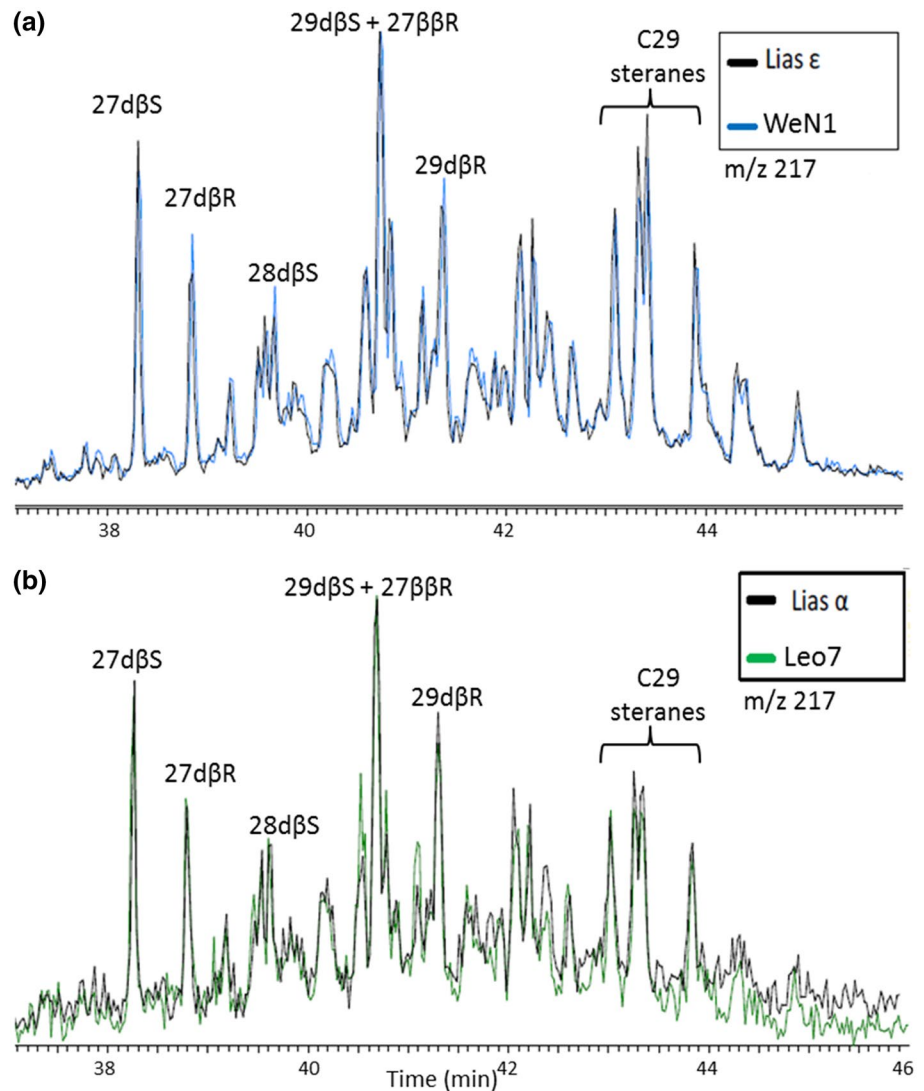 (a)
29dβS + 27ββR
C29
steranes
Lias ε
WeN1
m/z 217
27dβS
27dβR
29dβR
28dβS
38
40
42
44
(b)
29dβS + 27ββR
Lias α
Leo7
m/z 217
27dβS
C29
steranes
29dβR
27dβR
28dβS
38
40
42
44
46
Time (min)